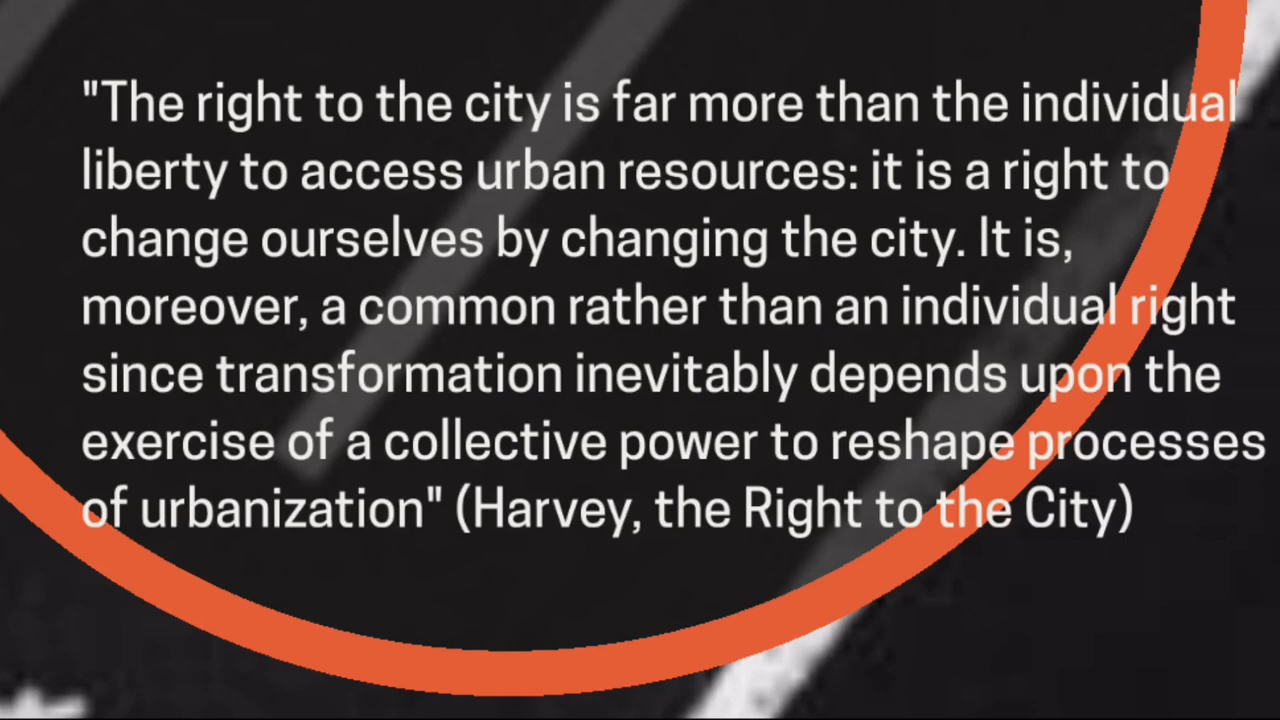 "The right to the city is far more than the individual
liberty to access urban resources: it is a right to
change ourselves by changing the city. It is,
moreover, a common rather than an individual right
since transformation inevitably depends upon the
exercise of a collective power to reshape processes
of urbanization" (Harvey, the Right to the City)